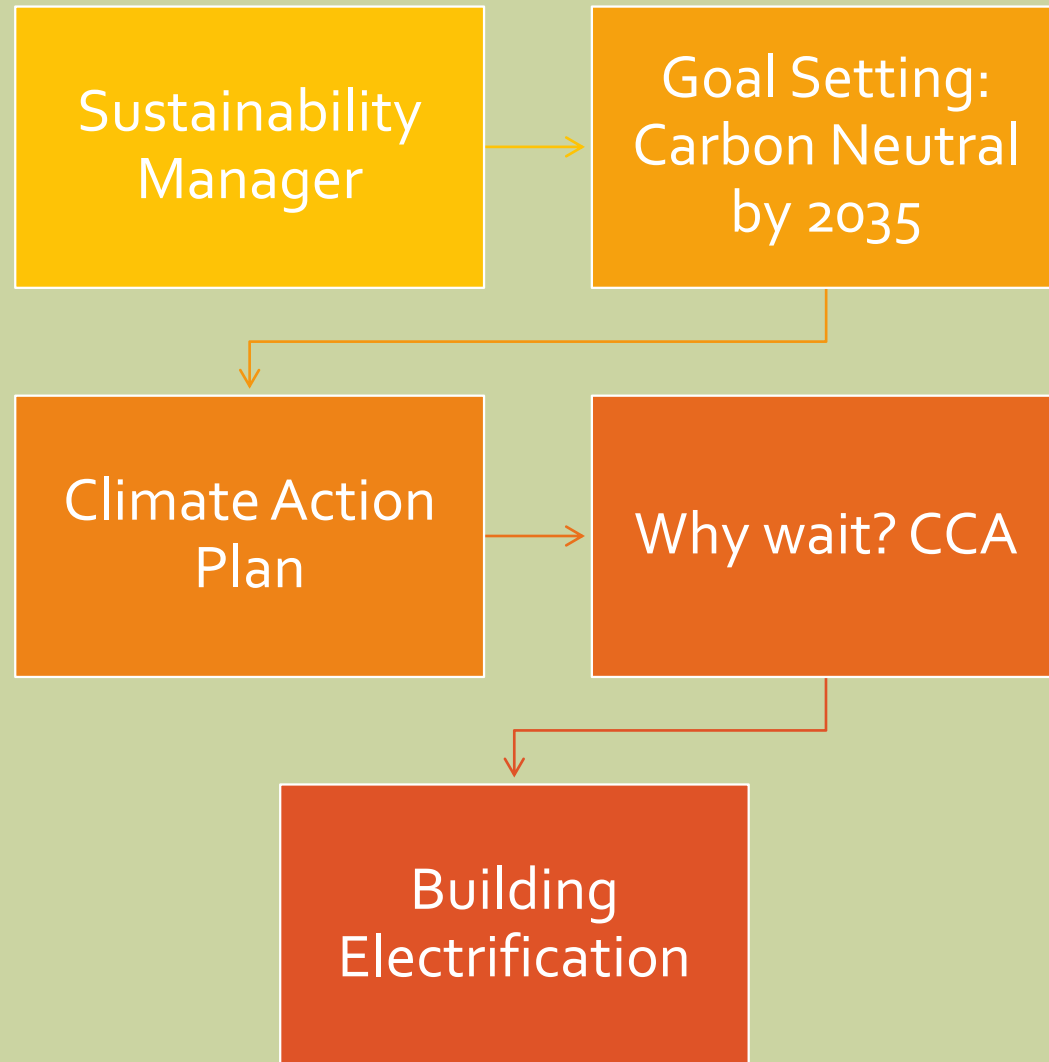 Sustainability
Manager
Goal Setting:
Carbon Neutral
by 2035
Climate Action
Plan
Why wait? CCA
Building
Electrification